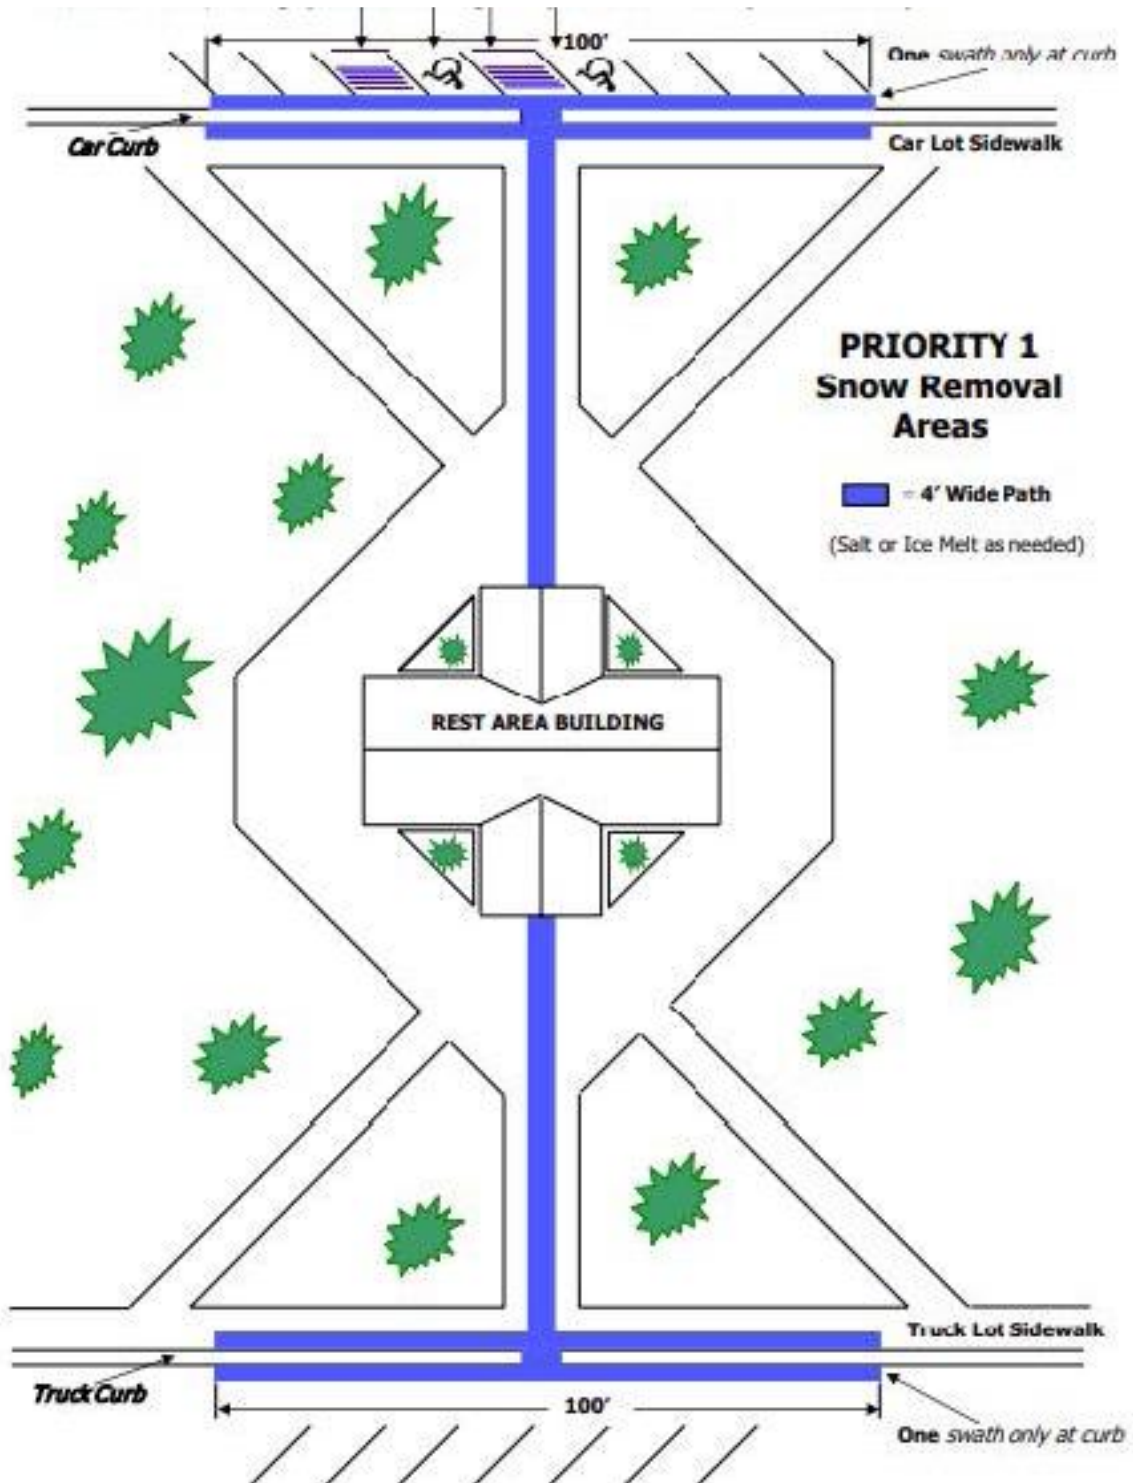 100'
One swath only at curb
Car Curb
Car Lot Sidewalk
PRIORITY 1
Snow Removal
Areas
= 4' Wide Path
(Salt or Ice Melt as needed)
REST AREA BUILDING
Truck Lot Sidewalk
Truck Curb
100'
One swath only at curb